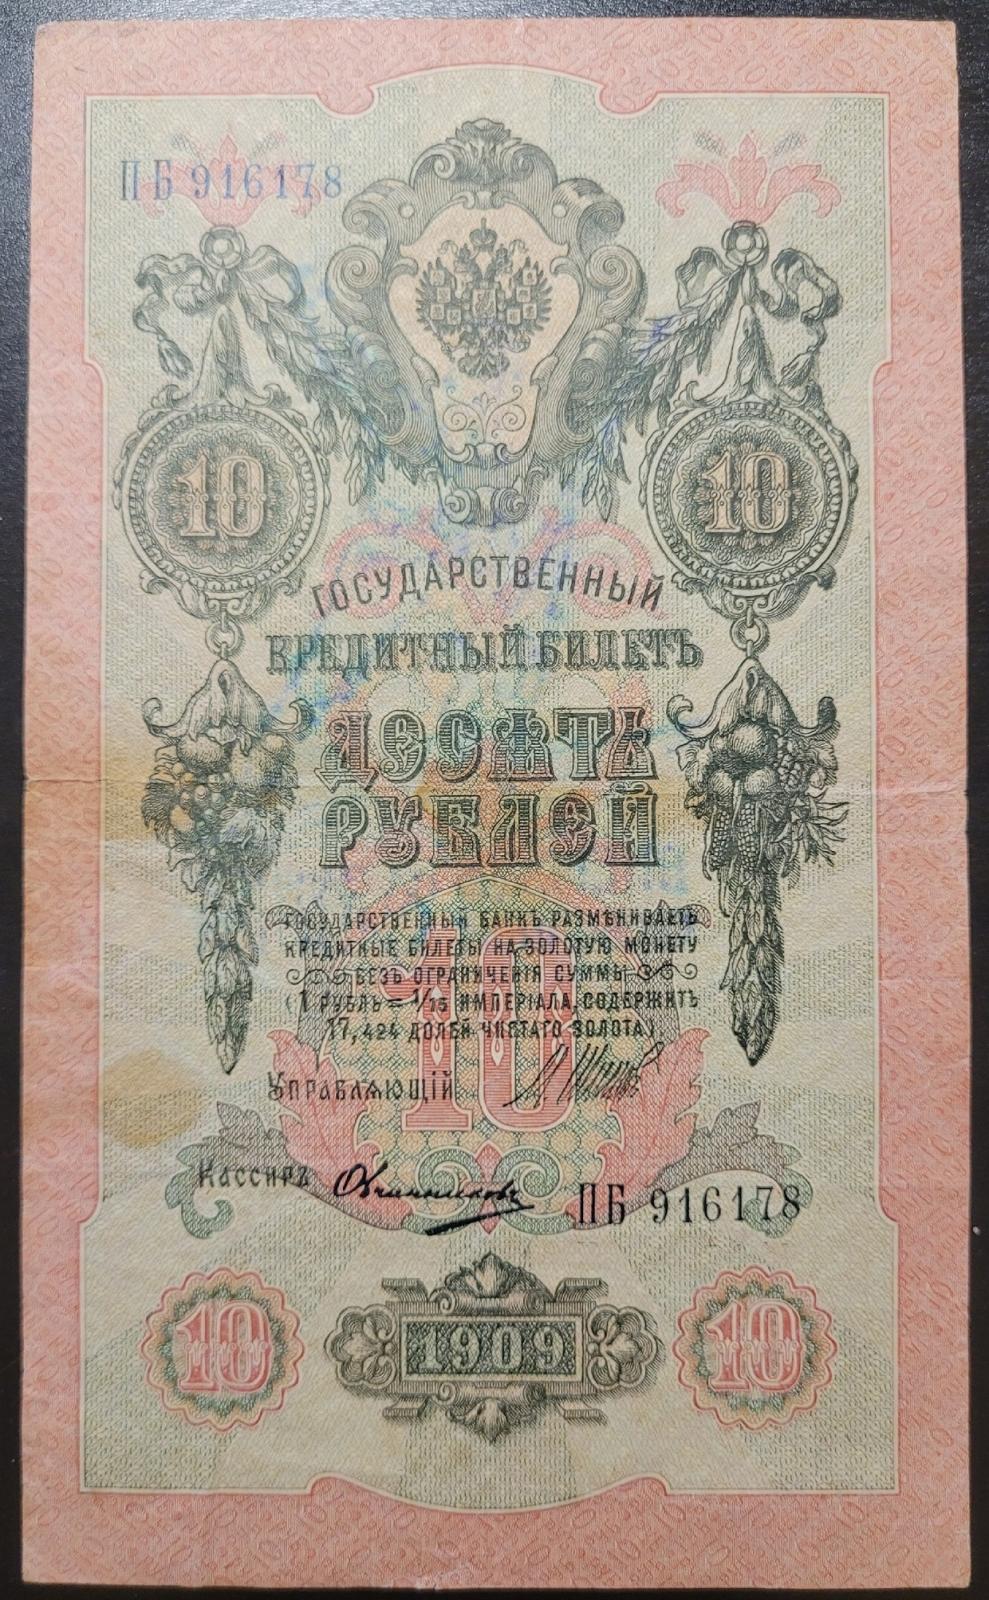 ПБ 916178
10 10
ГОСУДАРСТВЕННЫЙ
КРЕДИТНЫЙ БИЛЕТЪ
ДЕСЯТЬ
РУБЛЕЙ
ГОСУДАРСТВЕННЫЙ БАНКЪ РАЗМѢНИВАЕТЪ
КРЕДИТНЫЕ БИЛЕТЫ НА ЗОЛОТУЮ МОНЕТУ
БЕЗЪ ОГРАНИЧЕНІЯ СУММЫ
(1 РУБЛЬ = 1/15 ИМПЕРІАЛА, СОДЕРЖИТЪ
17,424 ДОЛЕЙ ЧИСТАГО ЗОЛОТА).
10
УПРАВЛЯЮЩІЙ
КАССИРЪ Овчинниковъ
ПБ 916178
10 1909 10